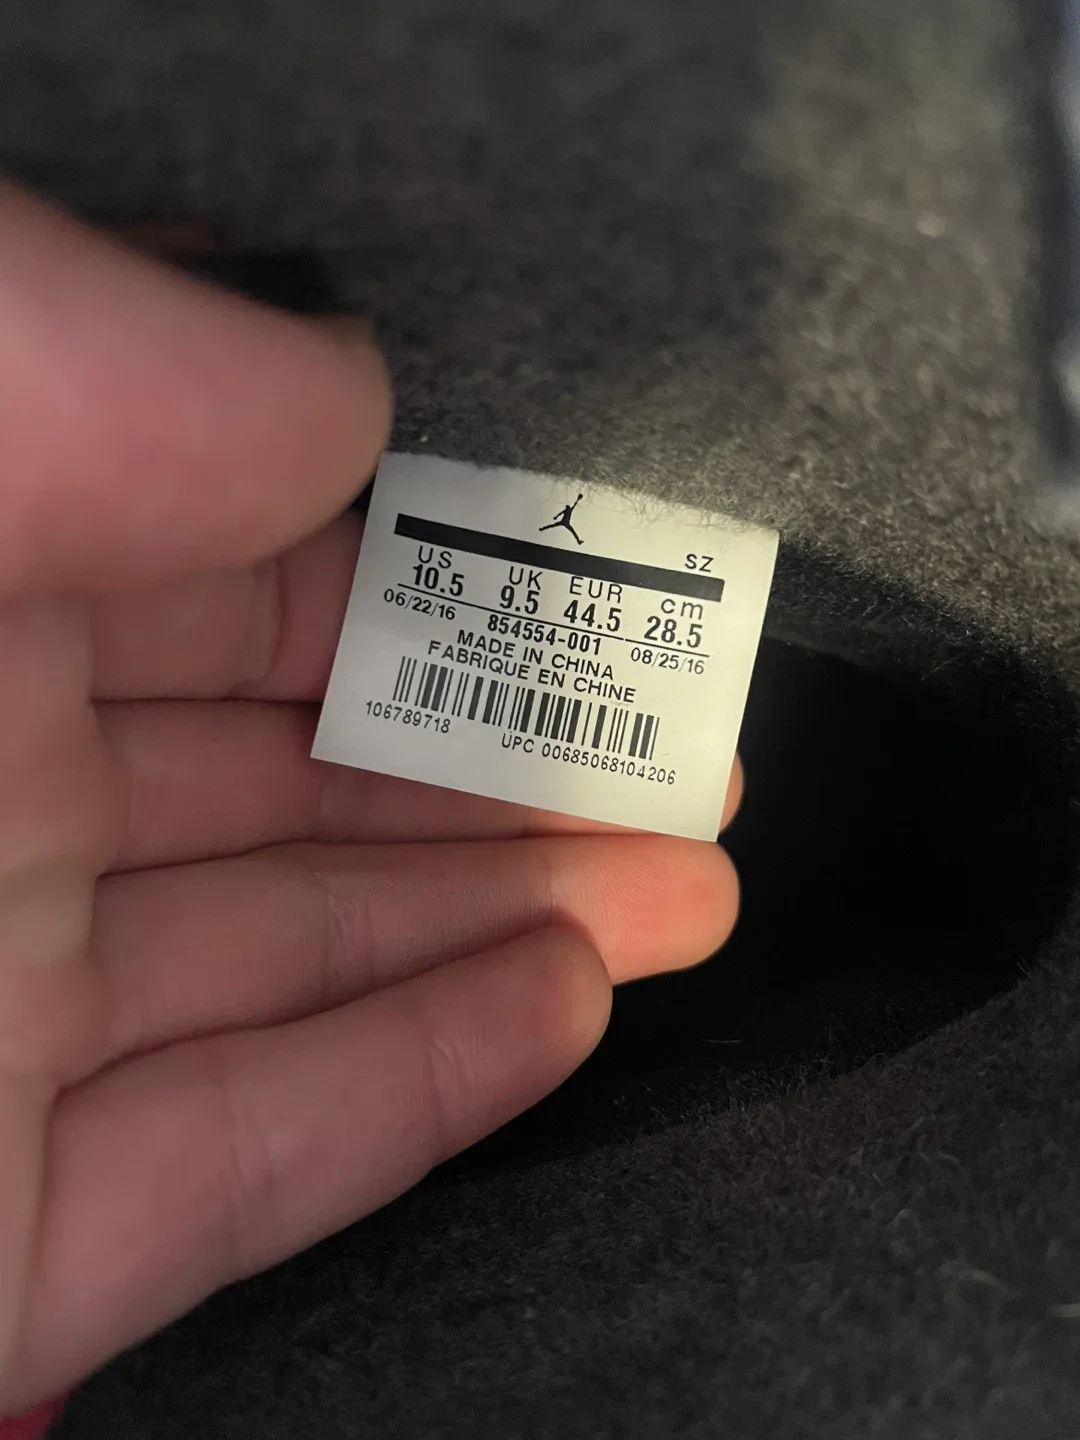 SZ
US UK EUR cm
10.5 9.5 44.5 28.5
06/22/16 854554-001 08/25/16
MADE IN CHINA
FABRIQUE EN CHINE
106789718 UPC 00685068104206